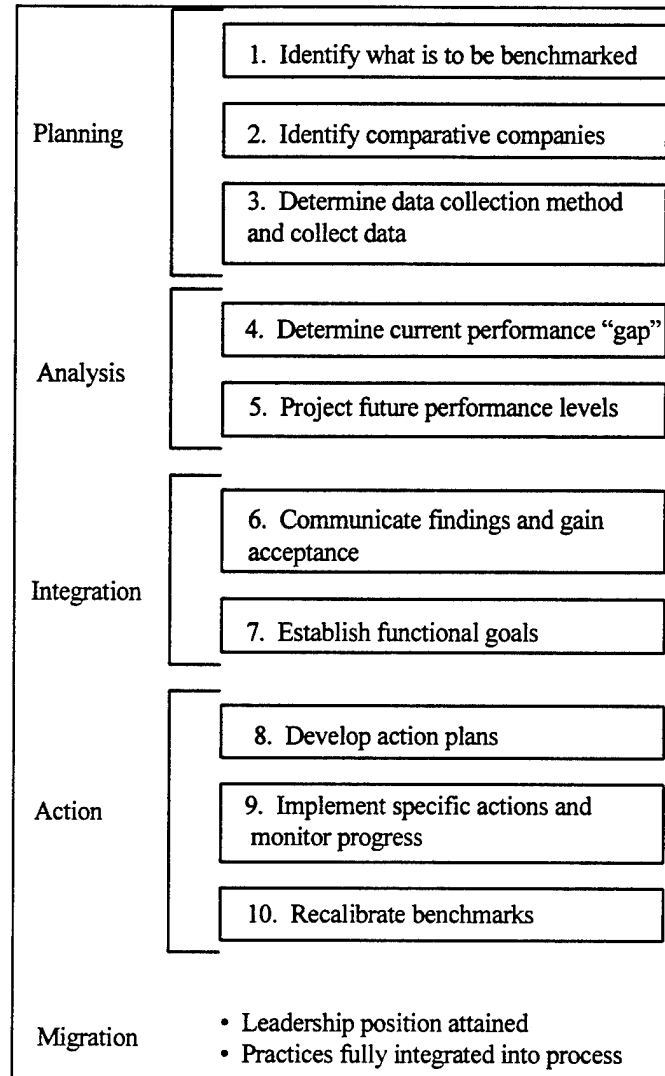 Planning
1. Identify what is to be benchmarked
2. Identify comparative companies
3. Determine data collection method
and collect data
Analysis
4. Determine current performance “gap”
5. Project future performance levels
Integration
6. Communicate findings and gain
acceptance
7. Establish functional goals
Action
8. Develop action plans
9. Implement specific actions and
monitor progress
10. Recalibrate benchmarks
Migration
• Leadership position attained
• Practices fully integrated into process